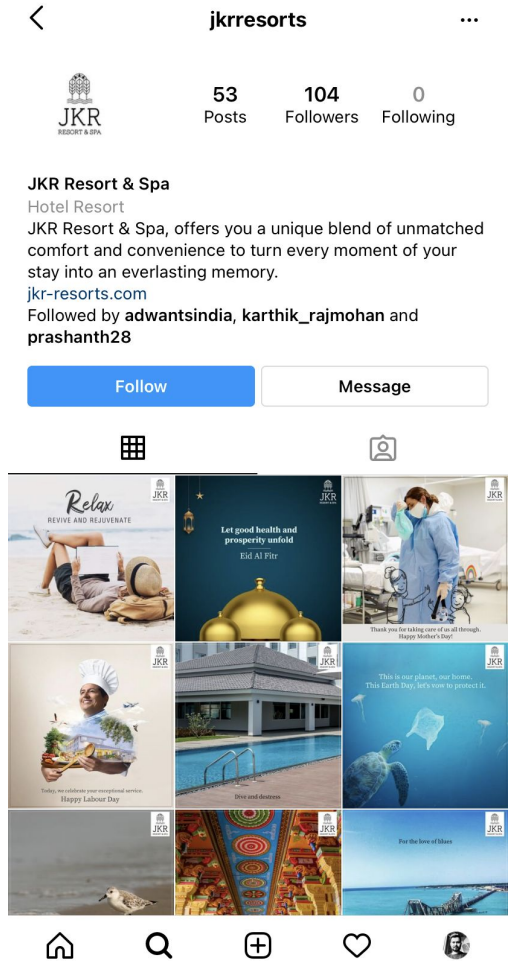 jkrresorts
JKR
RESORT & SPA
53
Posts
104
Followers
0
Following
JKR Resort & Spa
Hotel Resort
JKR Resort & Spa, offers you a unique blend of unmatched
comfort and convenience to turn every moment of your
stay into an everlasting memory.
jkr-resorts.com
Followed by adwantsindia, karthik_rajmohan and
prashanth28
Follow
Message
JKR
Relax
REVIVE AND REJUVENATE
JKR
Let good health and
prosperity unfold
Eid Al Fitr
JKR
Thank you for taking care of us all through.
Happy Mother's Day!
JKR
Today, we celebrate your exceptional service.
Happy Labour Day
JKR
Dive and destress
JKR
This is our planet, our home.
This Earth Day, let's vow to protect it.
JKR
JKR
JKR
For the love of blues